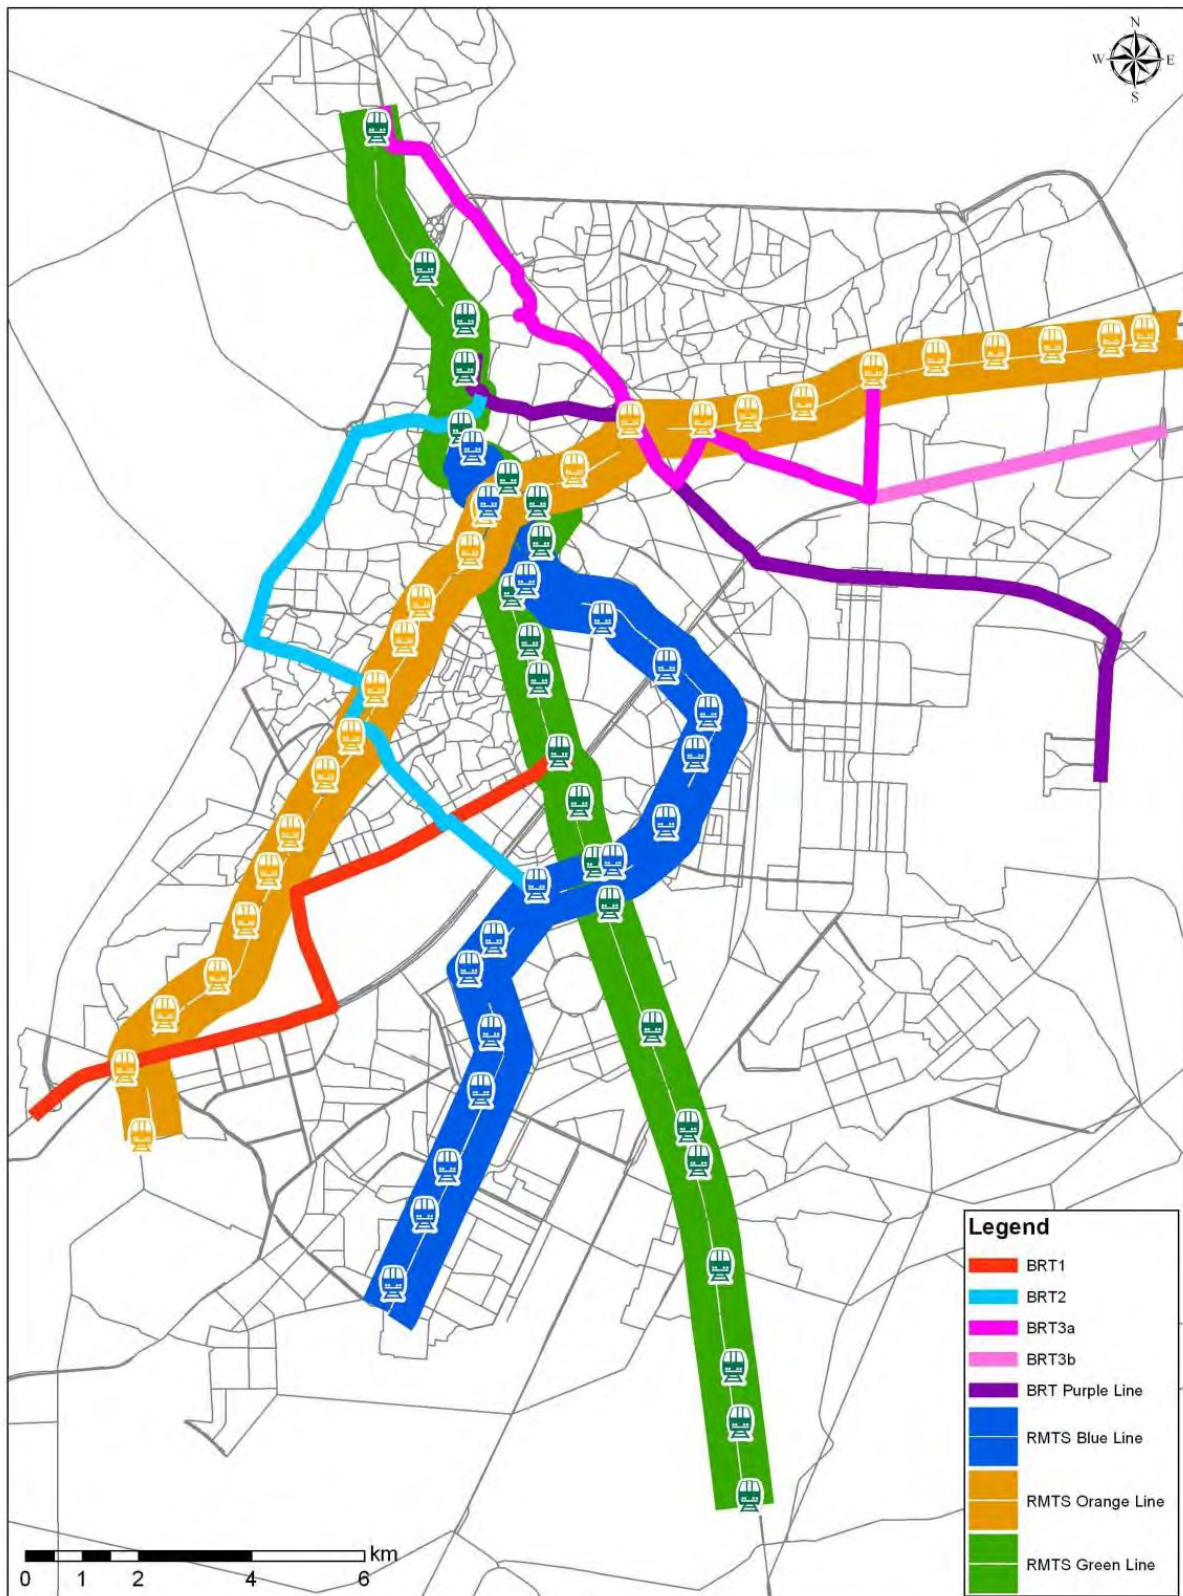 N
W E
S
Legend
BRT1
BRT2
BRT3a
BRT3b
BRT Purple Line
RMTS Blue Line
RMTS Orange Line
RMTS Green Line
km
0 1 2 4 6